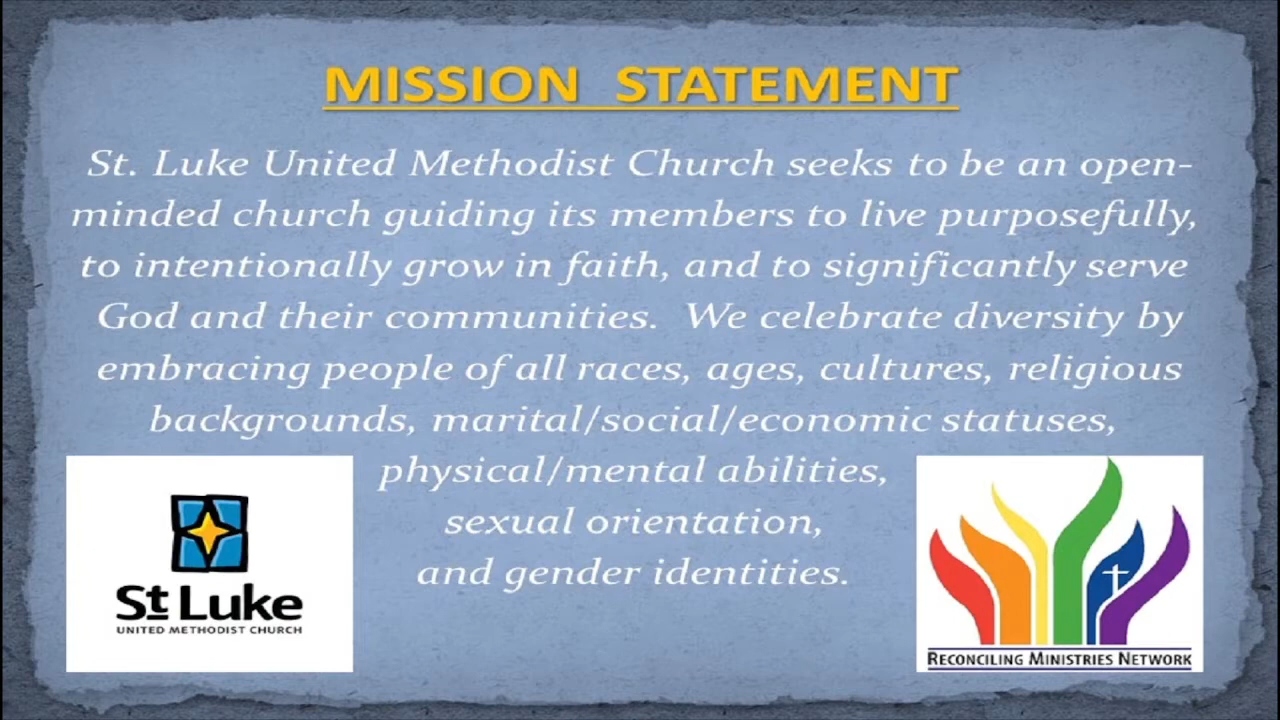 MISSION STATEMENT
St. Luke United Methodist Church seeks to be an open-
minded church guiding its members to live purposefully,
to intentionally grow in faith, and to significantly serve
God and their communities. We celebrate diversity by
embracing people of all races, ages, cultures, religious
backgrounds, marital/social/economic statuses,
physical/mental abilities,
sexual orientation,
and gender identities.
St Luke
UNITED METHODIST CHURCH
RECONCILING MINISTRIES NETWORK